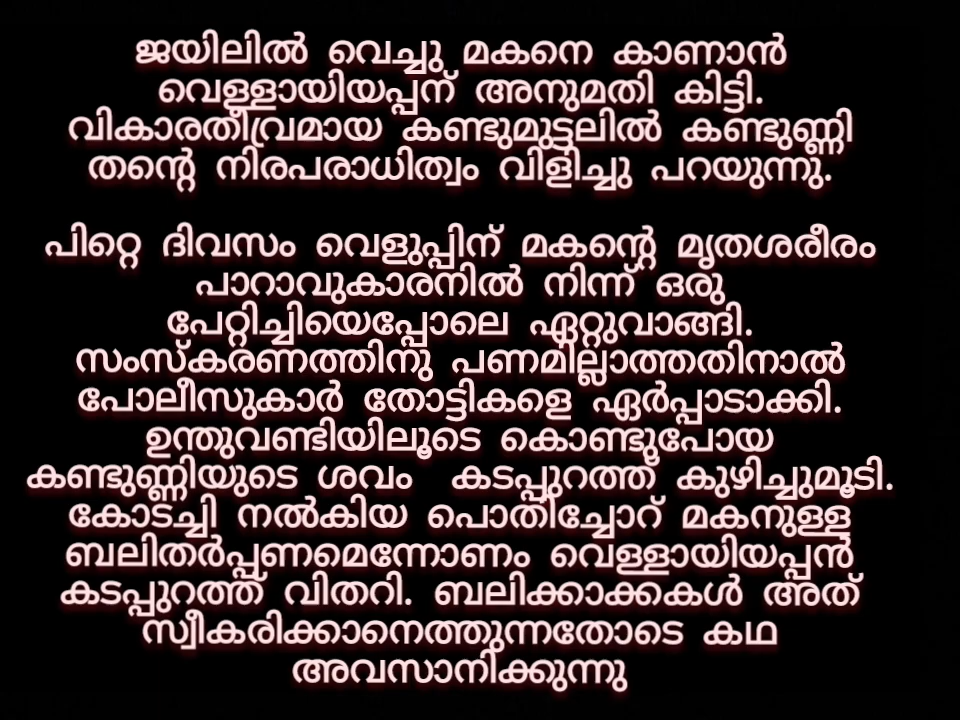 ജയിലിൽ വെച്ചു മകനെ കാണാൻ
വെള്ളായിയപ്പന് അനുമതി കിട്ടി.
വികാരതീവ്രമായ കണ്ടുമുട്ടലിൽ കണ്ടുണ്ണി
തന്റെ നിരപരാധിത്വം വിളിച്ചു പറയുന്നു.
പിറ്റെ ദിവസം വെളുപ്പിന് മകന്റെ മൃതശരീരം
പാറാവുകാരനിൽ നിന്ന് ഒരു
പേറ്റിച്ചിയെപ്പോലെ ഏറ്റുവാങ്ങി.
സംസ്കരണത്തിനു പണമില്ലാത്തതിനാൽ
പോലീസുകാർ തോട്ടികളെ ഏർപ്പാടാക്കി.
ഉന്തുവണ്ടിയിലൂടെ കൊണ്ടുപോയ
കണ്ടുണ്ണിയുടെ ശവം കടപ്പുറത്ത് കുഴിച്ചുമൂടി.
കോടച്ചി നൽകിയ പൊതിച്ചോറ് മകനുള്ള
ബലിതർപ്പണമെന്നോണം വെള്ളായിയപ്പൻ
കടപ്പുറത്ത് വിതറി. ബലിക്കാക്കകൾ അത്
സ്വീകരിക്കാനെത്തുന്നതോടെ കഥ
അവസാനിക്കുന്നു